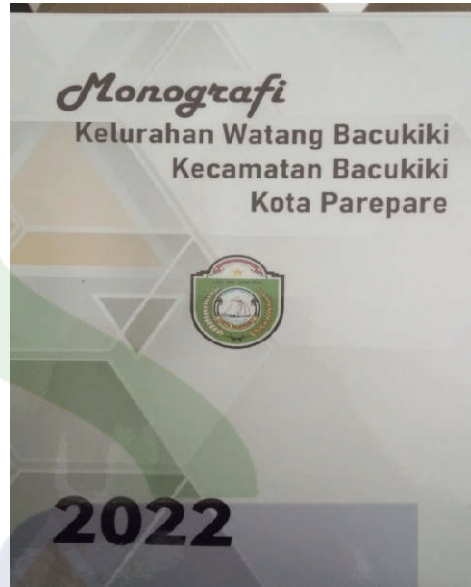 Monografi
Kelurahan Watang Bacukiki
Kecamatan Bacukiki
Kota Parepare
2022